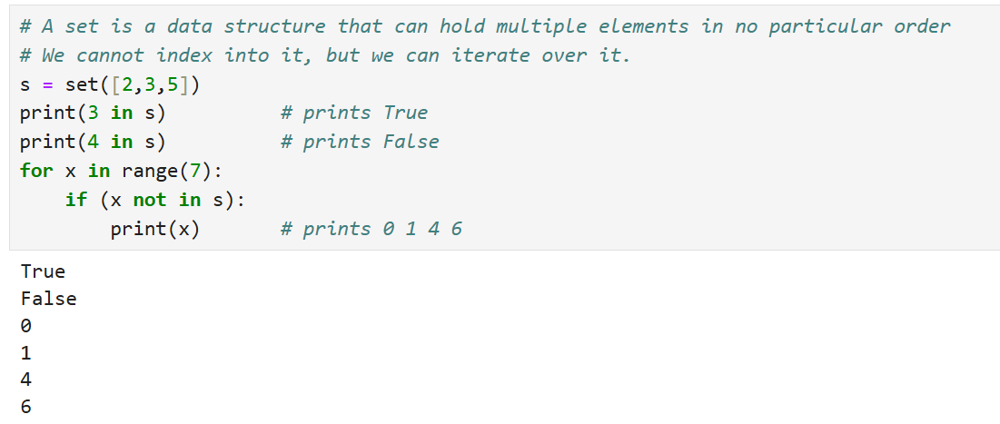 # A set is a data structure that can hold multiple elements in no particular order
# We cannot index into it, but we can iterate over it.
s = set([2,3,5])
print(3 in s)          # prints True
print(4 in s)          # prints False
for x in range(7):
    if (x not in s):
        print(x)       # prints 0 1 4 6
True
False
0
1
4
6